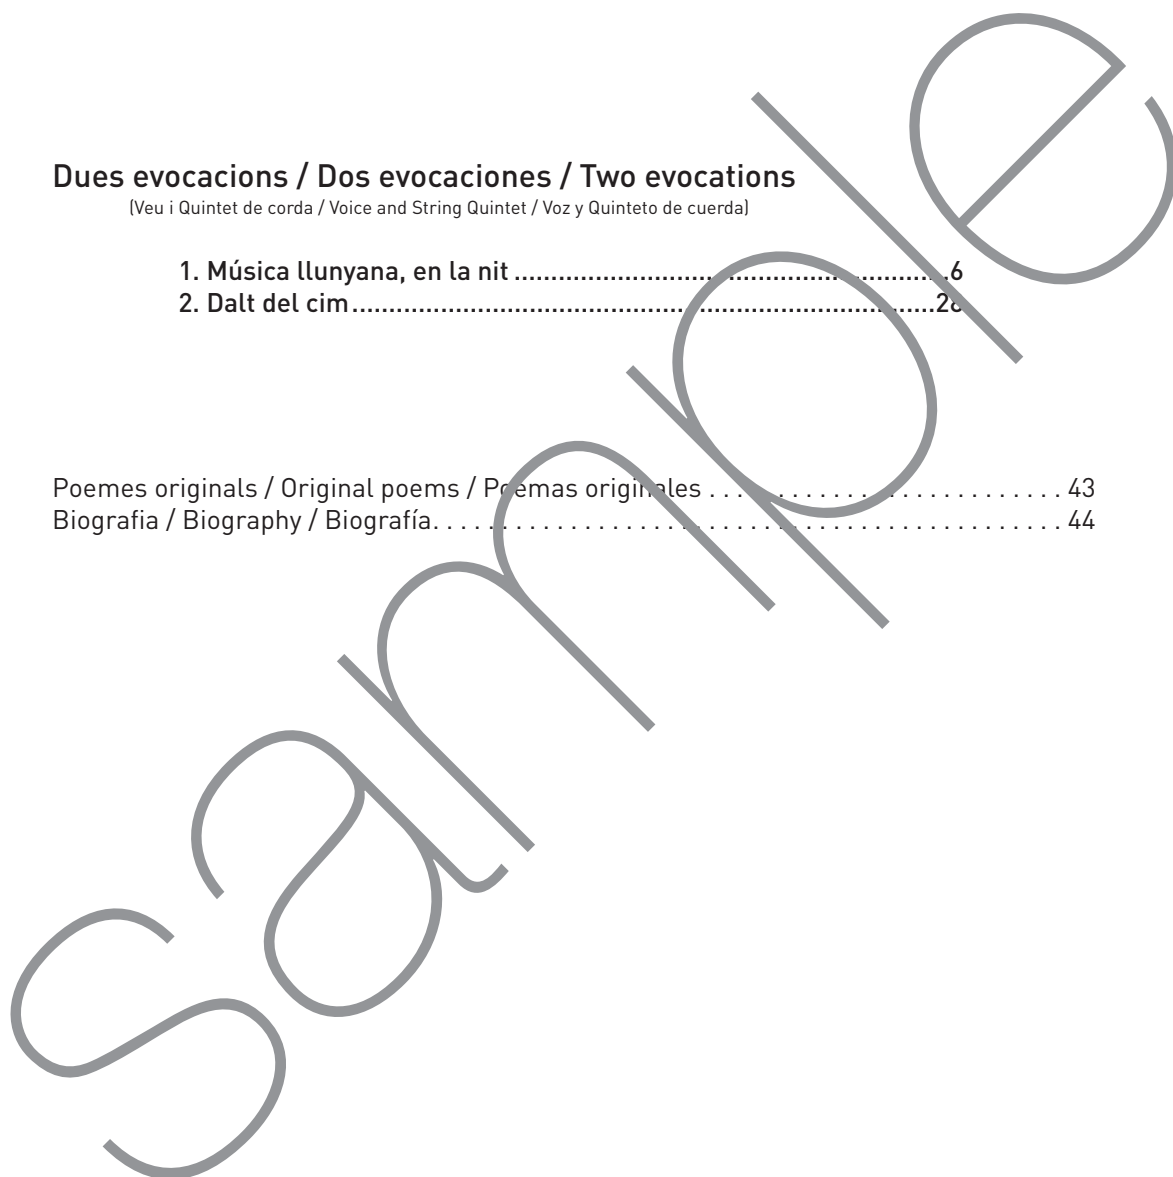 Dues evocacions / Dos evocaciones / Two evocations
(Veu i Quintet de corda / Voice and String Quintet / Voz y Quinteto de cuerda)
1. Música llunyana, en la nit ............................................................6
2. Dalt del cim................................................................................
Poemes originals / Original poems / Poemas originales . . . . . . . . . . . . . . . . . . . . . . . . 43
Biografia / Biography / Biografía. . . . . . . . . . . . . . . . . . . . . . . . . . . . . . . . . . . . . . . . . . 44
sample